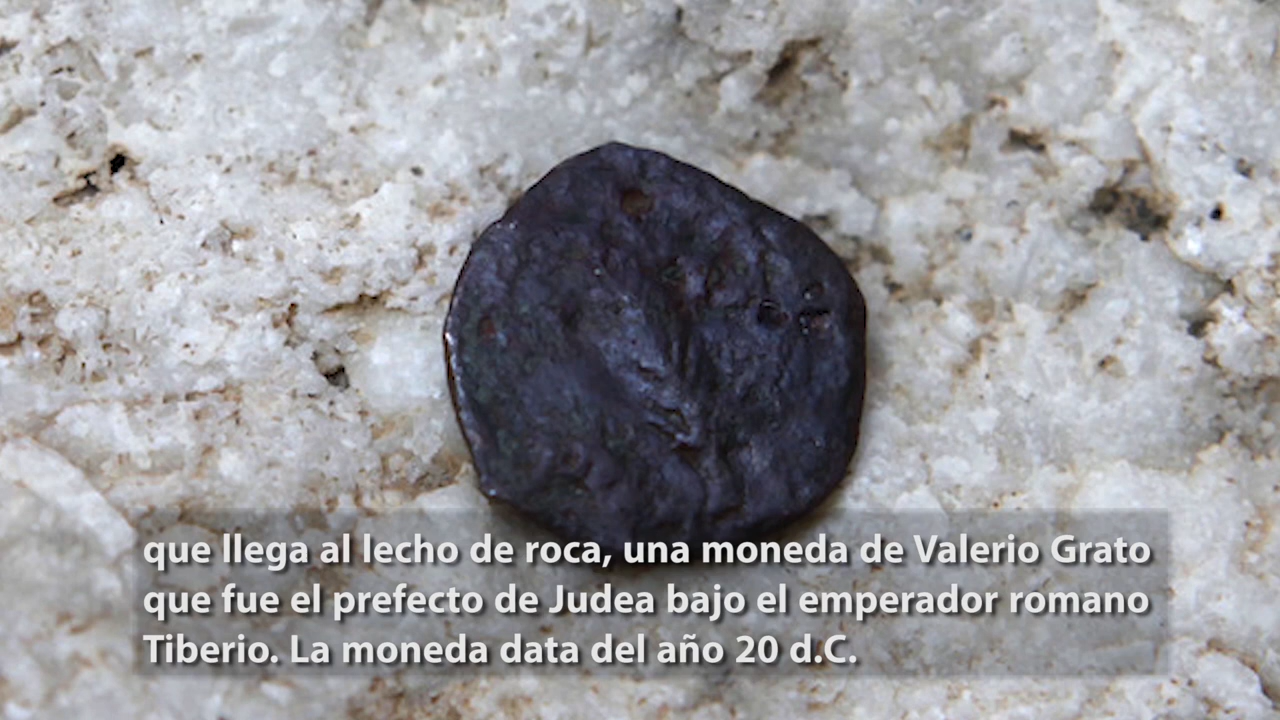 que llega al lecho de roca, una moneda de Valerio Grato
que fue el prefecto de Judea bajo el emperador romano
Tiberio. La moneda data del año 20 d.C.